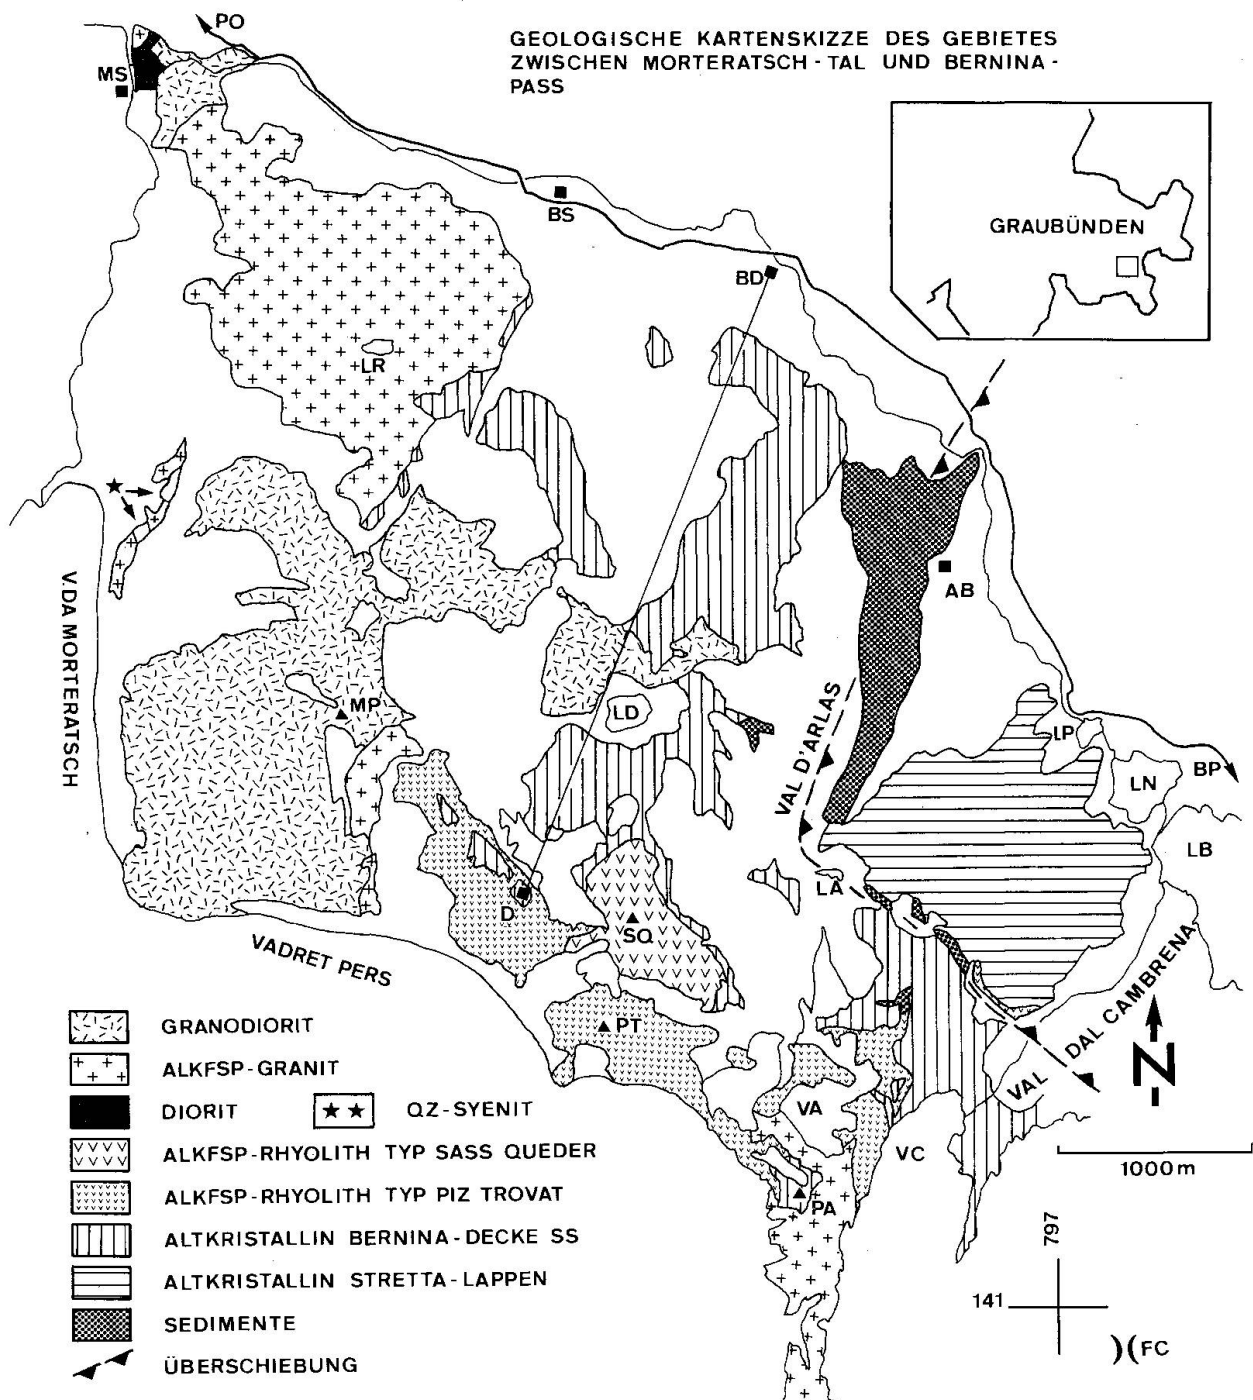 PO
GEOLOGISCHE KARTENSKIZZE DES GEBIETES
ZWISCHEN MORTERATSCH-TAL UND BERNINA-
PASS
MS
BS
GRAUBÜNDEN
BD
LR
AB
V. DA MORTERATSCH
MP
LD
VAL D'ARLAS
LP
BP
LN
LB
LA
D
SQ
VADRET PERS
PT
VAL DAL CAMBRENA
N
VA
VC
PA
1000m
797
141
)(FC
GRANODIORIT
ALKFSP-GRANIT
DIORIT
QZ-SYENIT
ALKFSP-RHYOLITH TYP SASS QUEDER
ALKFSP-RHYOLITH TYP PIZ TROVAT
ALTKRISTALLIN BERNINA-DECKE SS
ALTKRISTALLIN STRETTA-LAPPEN
SEDIMENTE
ÜBERSCHIEBUNG